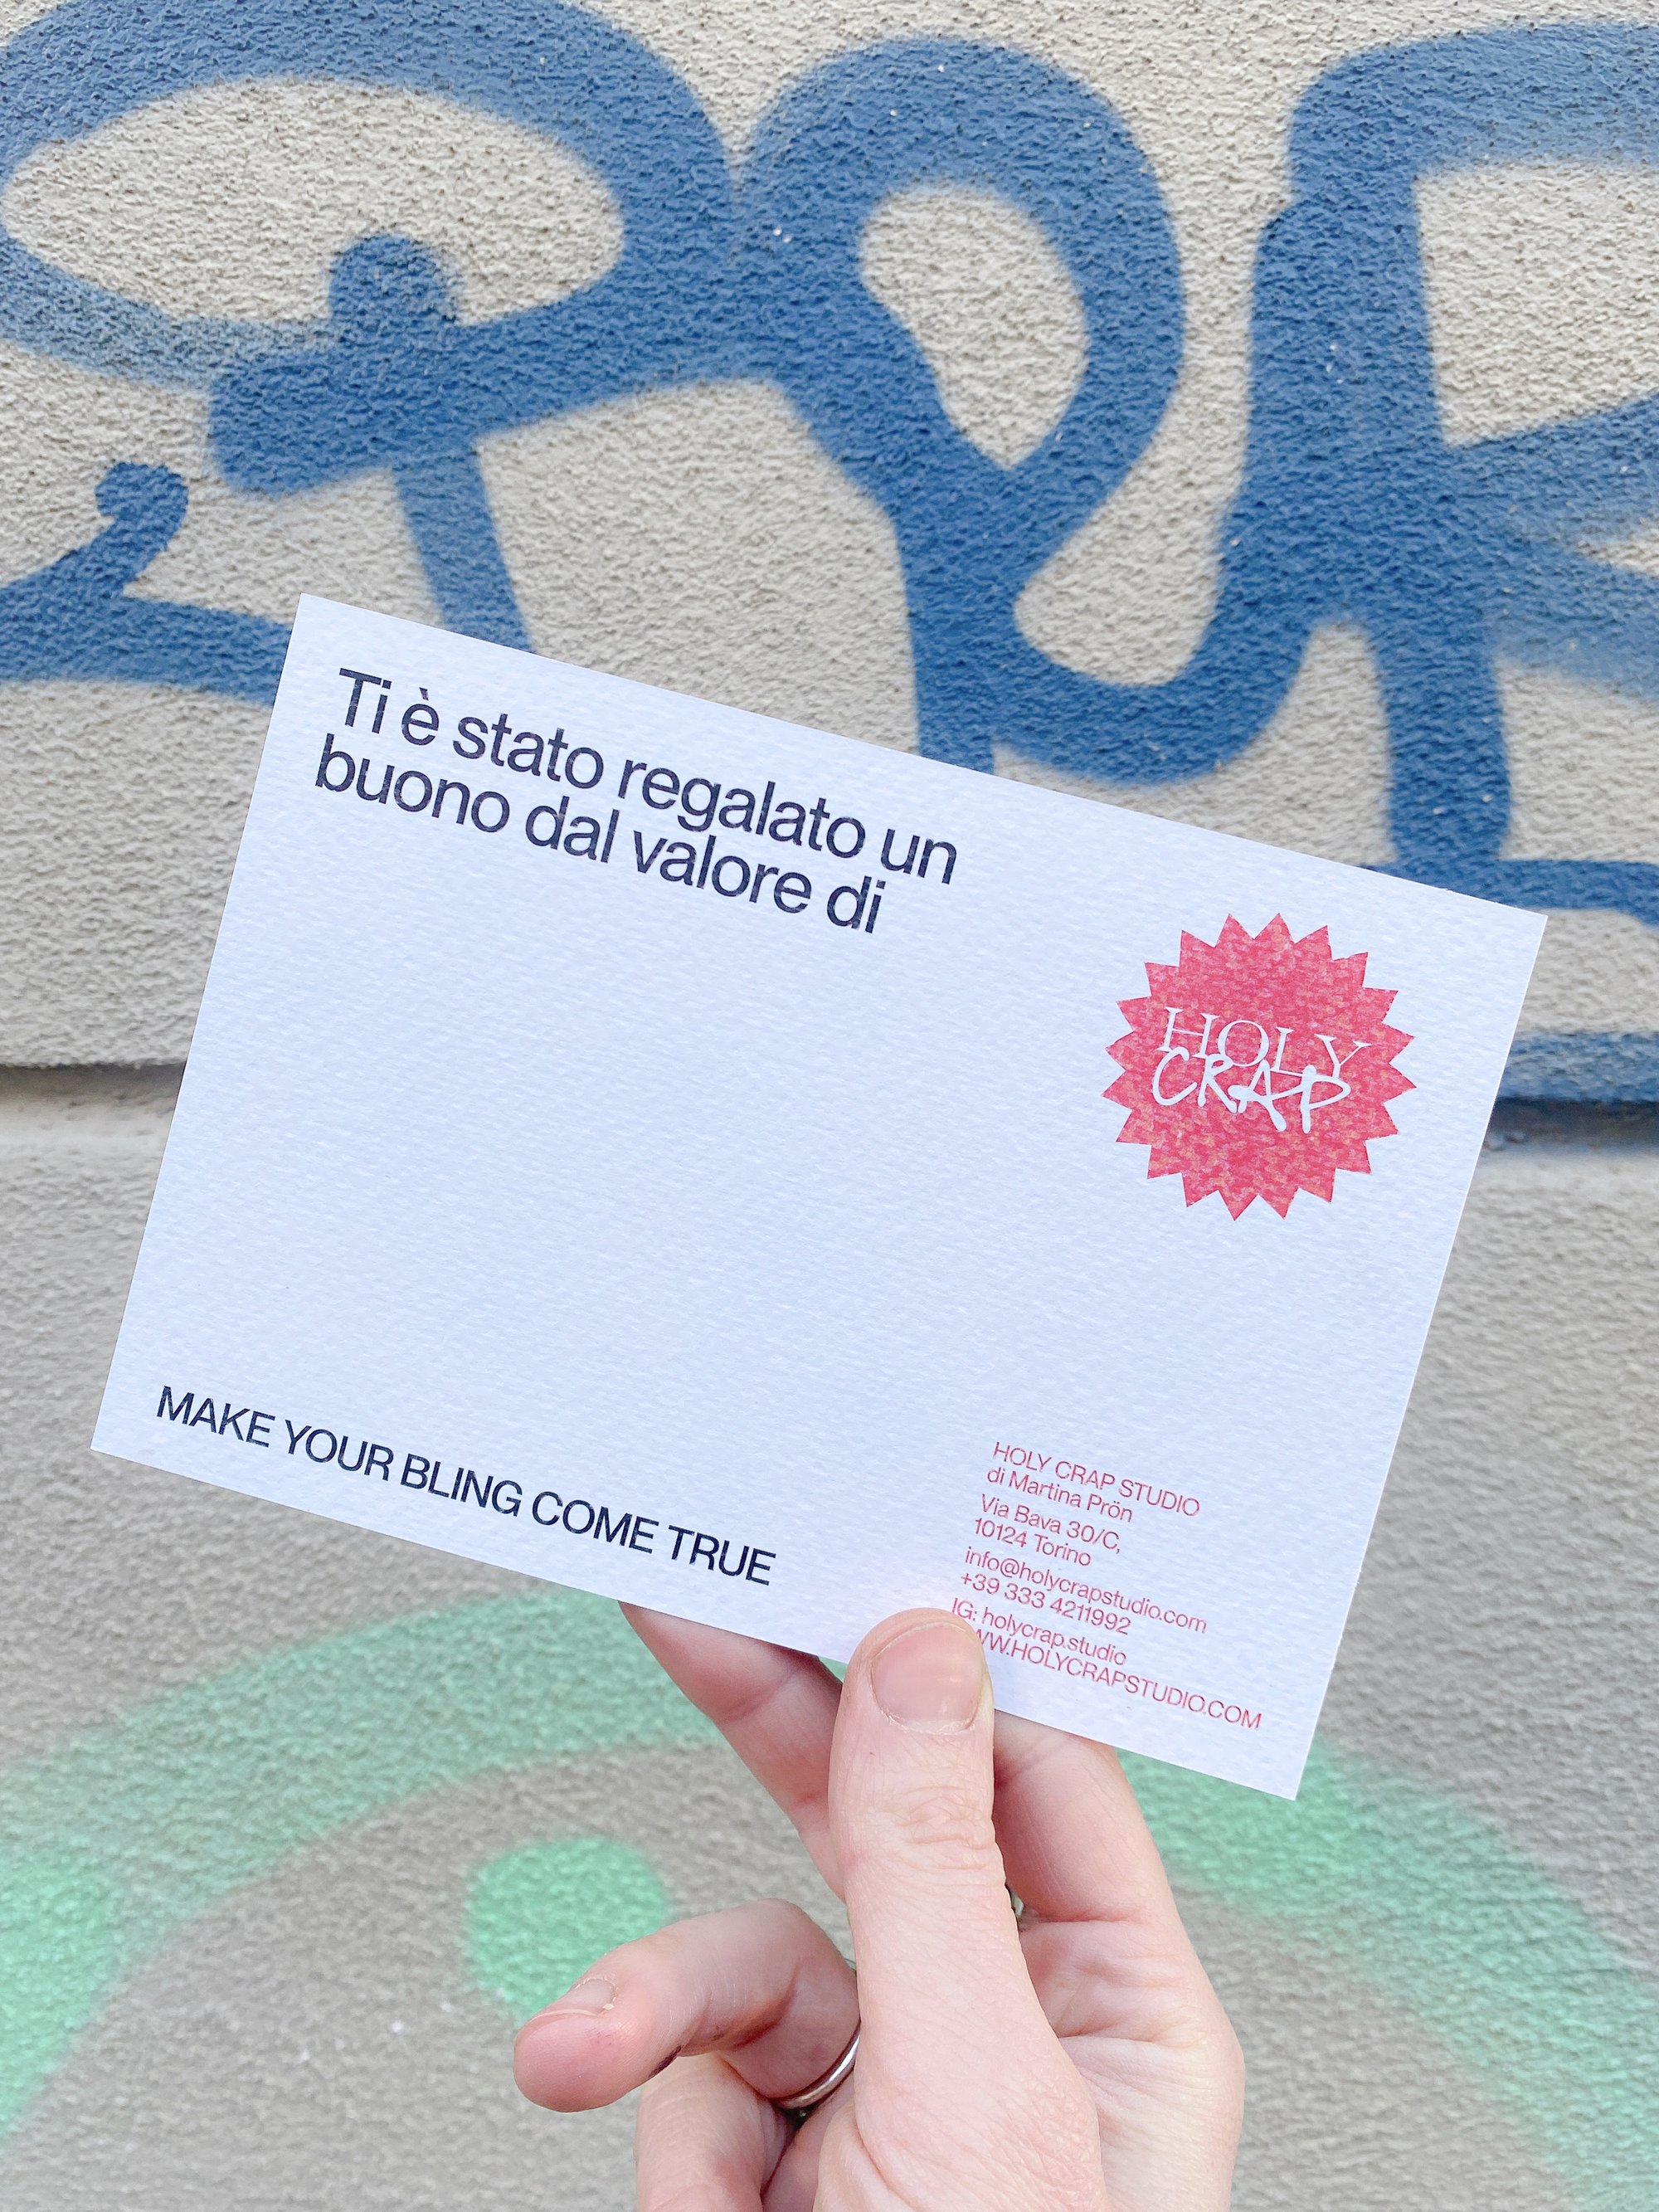 Ti è stato regalato un
buono dal valore di
HOLY
CRAP
MAKE YOUR BLING COME TRUE
HOLY CRAP STUDIO
di Martina Prön
Via Bava 30/C,
10124 Torino
info@holycrapstudio.com
+39 333 4211992
IG: holycrap.studio
WWW.HOLYCRAPSTUDIO.COM